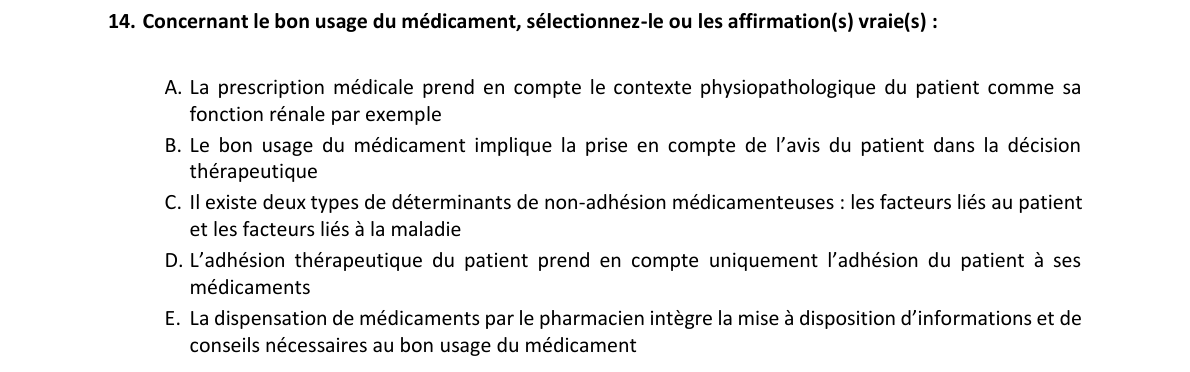 14. Concernant le bon usage du médicament, sélectionnez-le ou les affirmation(s) vraie(s) :
A. La prescription médicale prend en compte le contexte physiopathologique du patient comme sa
fonction rénale par exemple
B. Le bon usage du médicament implique la prise en compte de l’avis du patient dans la décision
thérapeutique
C. Il existe deux types de déterminants de non-adhésion médicamenteuses : les facteurs liés au patient
et les facteurs liés à la maladie
D. L’adhésion thérapeutique du patient prend en compte uniquement l’adhésion du patient à ses
médicaments
E. La dispensation de médicaments par le pharmacien intègre la mise à disposition d’informations et de
conseils nécessaires au bon usage du médicament